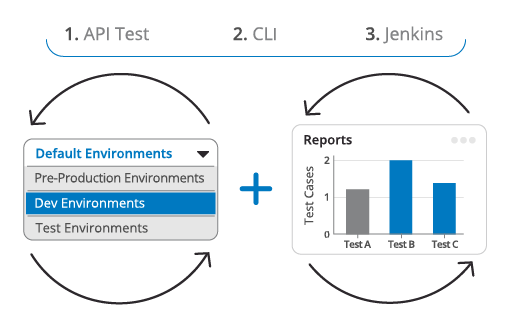 1. API Test 2. CLI 3. Jenkins
Default Environments
Pre-Production Environments
Dev Environments
Test Environments
Reports
Test Cases
2
1
0
Test A Test B Test C